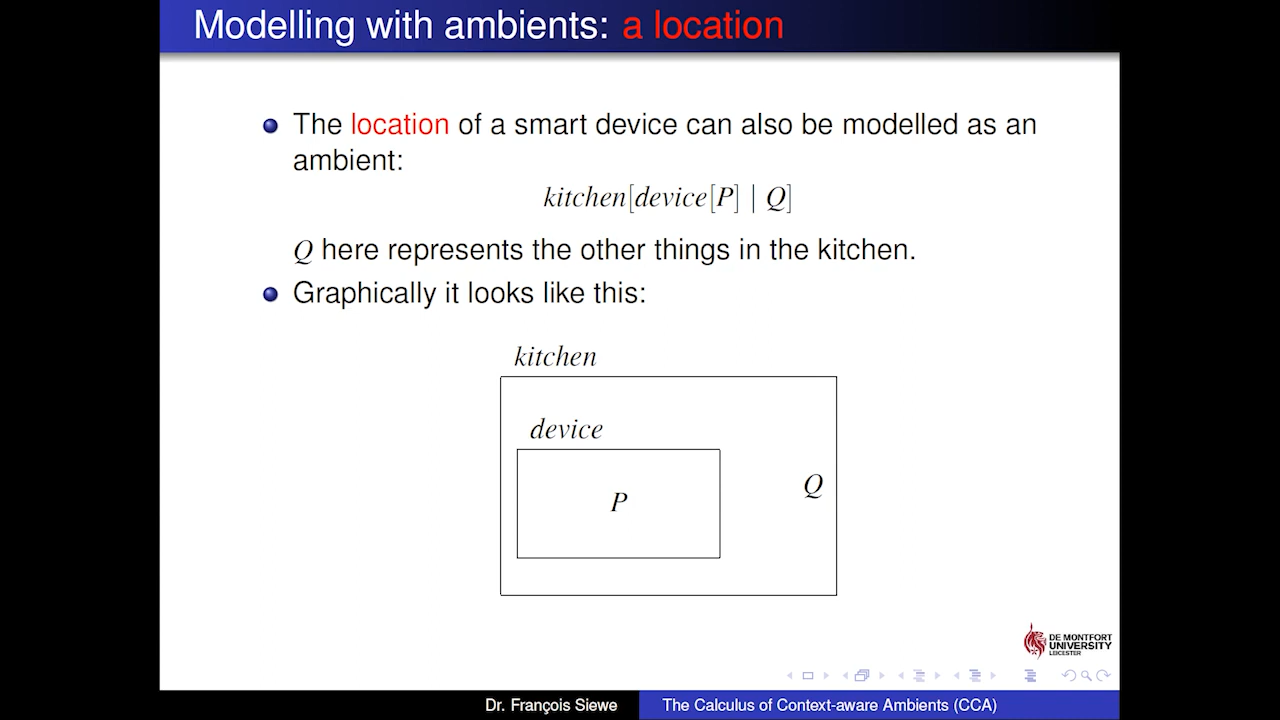 Modelling with ambients: a location
The location of a smart device can also be modelled as an
ambient:
kitchen[device[P] | Q]
Q here represents the other things in the kitchen.
Graphically it looks like this:
kitchen
device
P
Q
DE MONTFORT
UNIVERSITY
LEICESTER
Dr. François Siewe
The Calculus of Context-aware Ambients (CCA)